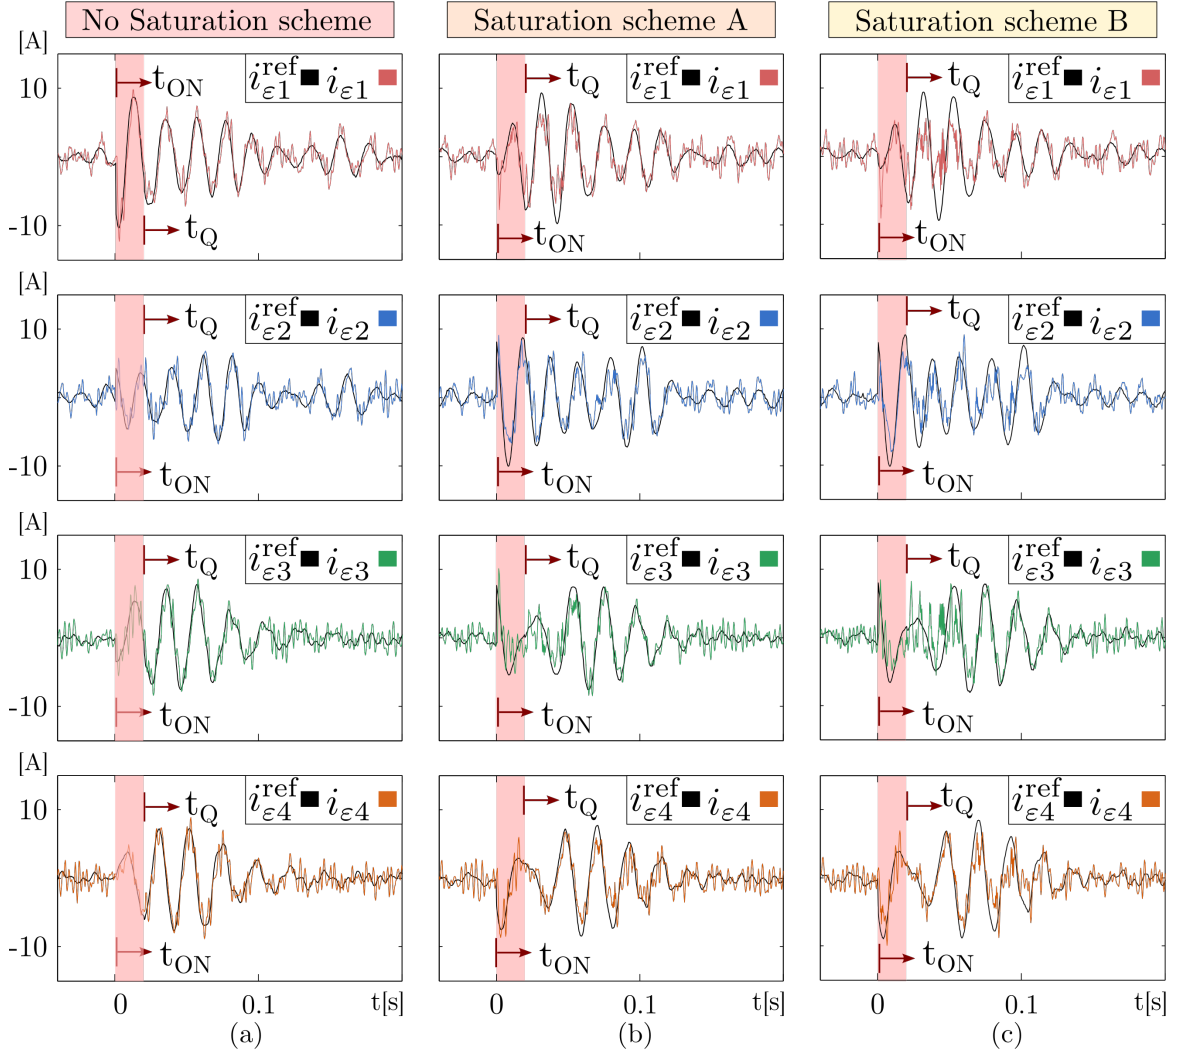 No Saturation scheme
Saturation scheme A
Saturation scheme B
[A]
10
-10
t_ON
t_Q
i_ε1^ref ■ i_ε1 ■
t_Q
t_ON
i_ε1^ref ■ i_ε1 ■
t_Q
t_ON
i_ε1^ref ■ i_ε1 ■
[A]
10
-10
t_Q
t_ON
i_ε2^ref ■ i_ε2 ■
t_Q
t_ON
i_ε2^ref ■ i_ε2 ■
t_Q
t_ON
i_ε2^ref ■ i_ε2 ■
[A]
10
-10
t_Q
t_ON
i_ε3^ref ■ i_ε3 ■
t_Q
t_ON
i_ε3^ref ■ i_ε3 ■
t_Q
t_ON
i_ε3^ref ■ i_ε3 ■
[A]
10
-10
t_Q
t_ON
i_ε4^ref ■ i_ε4 ■
t_Q
t_ON
i_ε4^ref ■ i_ε4 ■
t_Q
t_ON
i_ε4^ref ■ i_ε4 ■
0 0.1 t[s]
0 0.1 t[s]
0 0.1 t[s]
(a)
(b)
(c)